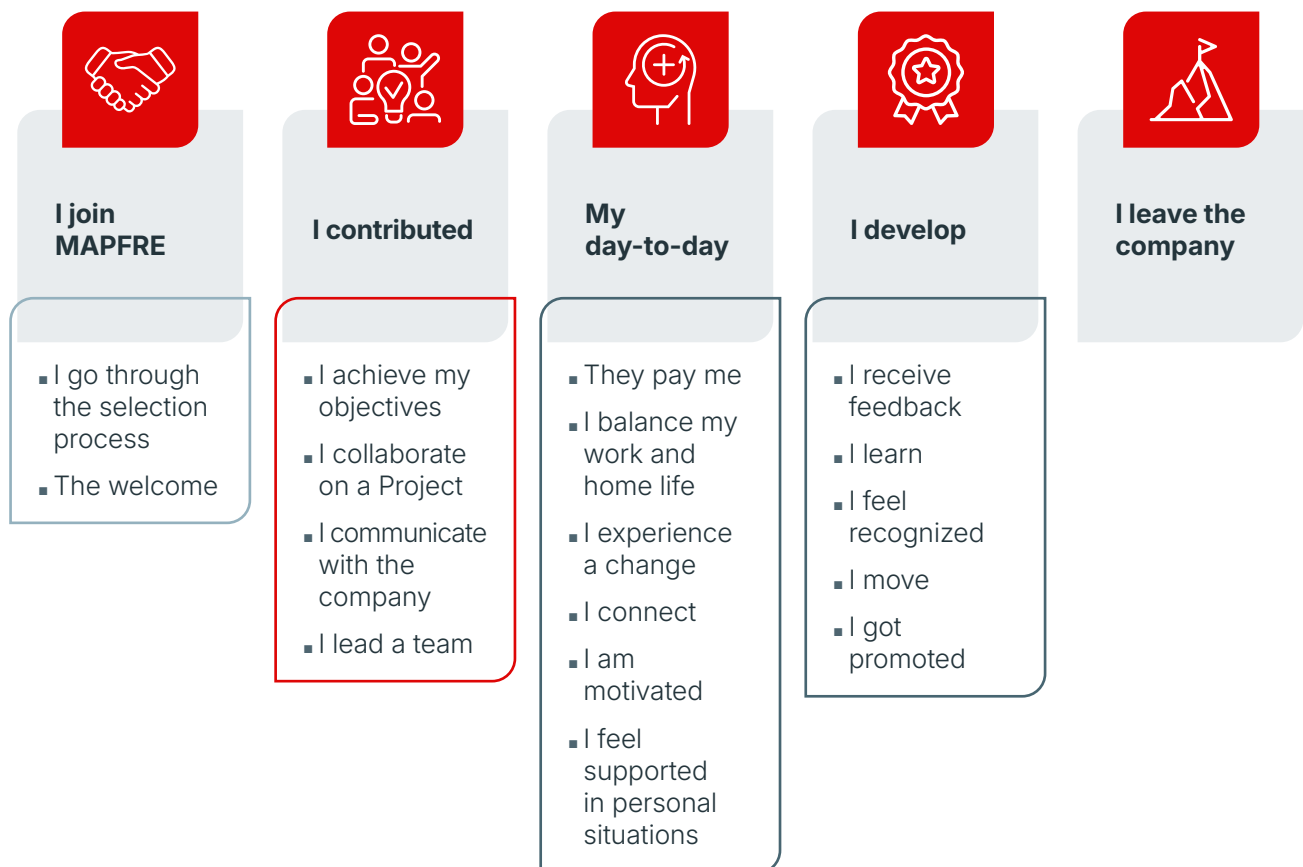 I join
MAPFRE
I go through
the selection
process
The welcome
I contributed
I achieve my
objectives
I collaborate
on a Project
I communicate
with the
company
I lead a team
My
day-to-day
They pay me
I balance my
work and
home life
I experience
a change
I connect
I am
motivated
I feel
supported
in personal
situations
I develop
I receive
feedback
I learn
I feel
recognized
I move
I got
promoted
I leave the
company